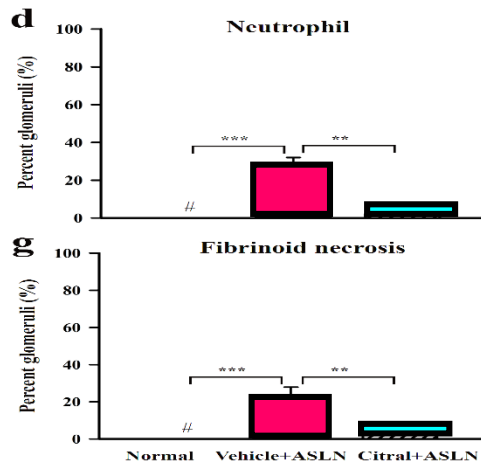 d
Neutrophil
Percent glomeruli (%)
100
80
60
40
20
0
***
**
#
g
Fibrinoid necrosis
Percent glomeruli (%)
100
80
60
40
20
0
***
**
#
Normal Vehicle+ASLN Citral+ASLN